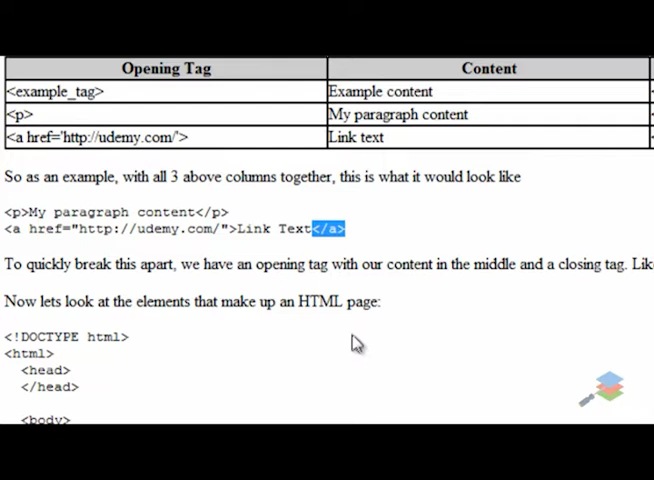 Opening Tag Content
<example_tag> Example content
<p> My paragraph content
<a href='http://udemy.com/'> Link text
So as an example, with all 3 above columns together, this is what it would look like
<p>My paragraph content</p>
<a href="http://udemy.com/">Link Text</a>
To quickly break this apart, we have an opening tag with our content in the middle and a closing tag. Lik
Now lets look at the elements that make up an HTML page:
<!DOCTYPE html>
<html>
<head>
</head>
<body>